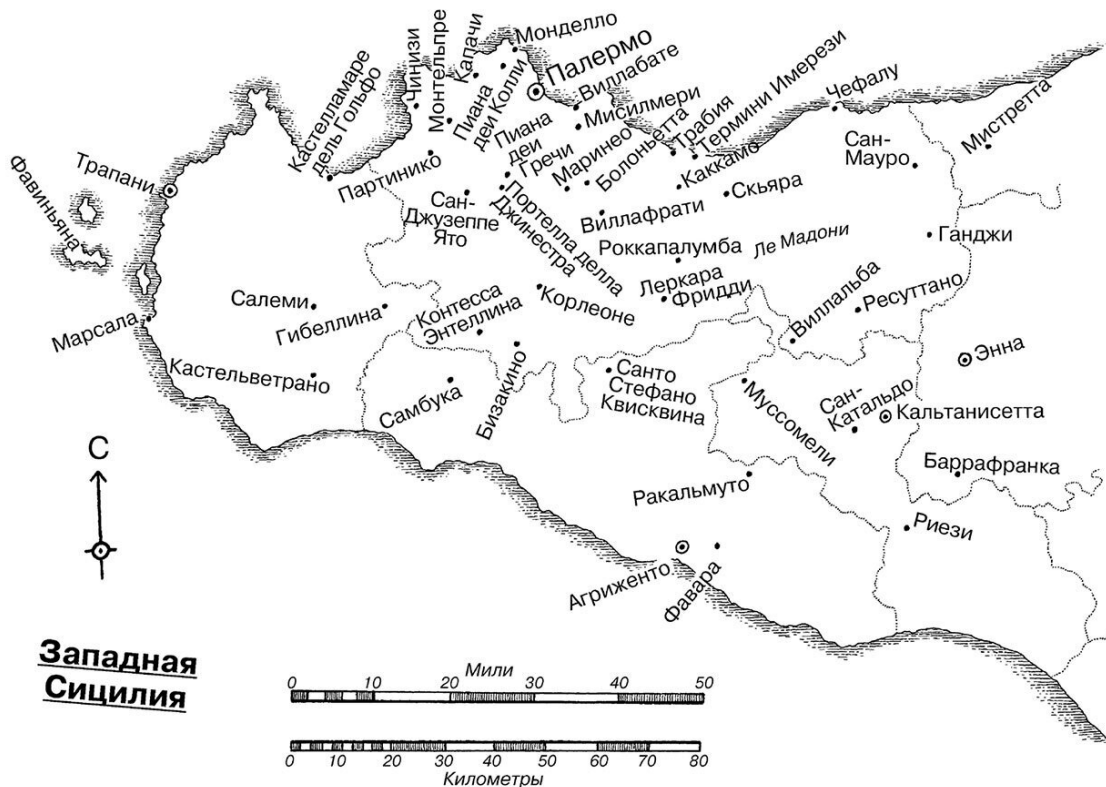 Монделло
Палермо
Чинизи
Монтельпре
Капачи
Пиана
деи Колли
Виллабате
Мисилмери
Кастелламаре
дель Гольфо
Партинико
Пиана
деи
Гречи
Маринео
Болоньетта
Трабия
Термини Имерези
Чефалу
Сан-
Мауро
Мистретта
Трапани
Фавиньяна
Каккамо
Скьяра
Сан-
Джузеппе
Ято
Портелла делла
Джинестра
Виллафрати
Роккапалумба
Ле Мадони
Ганджи
Леркара
Фридди
Салеми
Гибеллина
Контесса
Энтеллина
Корлеоне
Виллальба
Ресуттано
Марсала
Энна
Кастельветрано
Самбука
Бизакино
Санто
Стефано
Квисквина
Муссомели
Сан-
Катальдо
Кальтанисетта
Баррафранка
С
Ракальмуто
Риези
Агриженто
Фавара
Западная
Сицилия
Мили
0 10 20 30 40 50
0 10 20 30 40 50 60 70 80
Километры